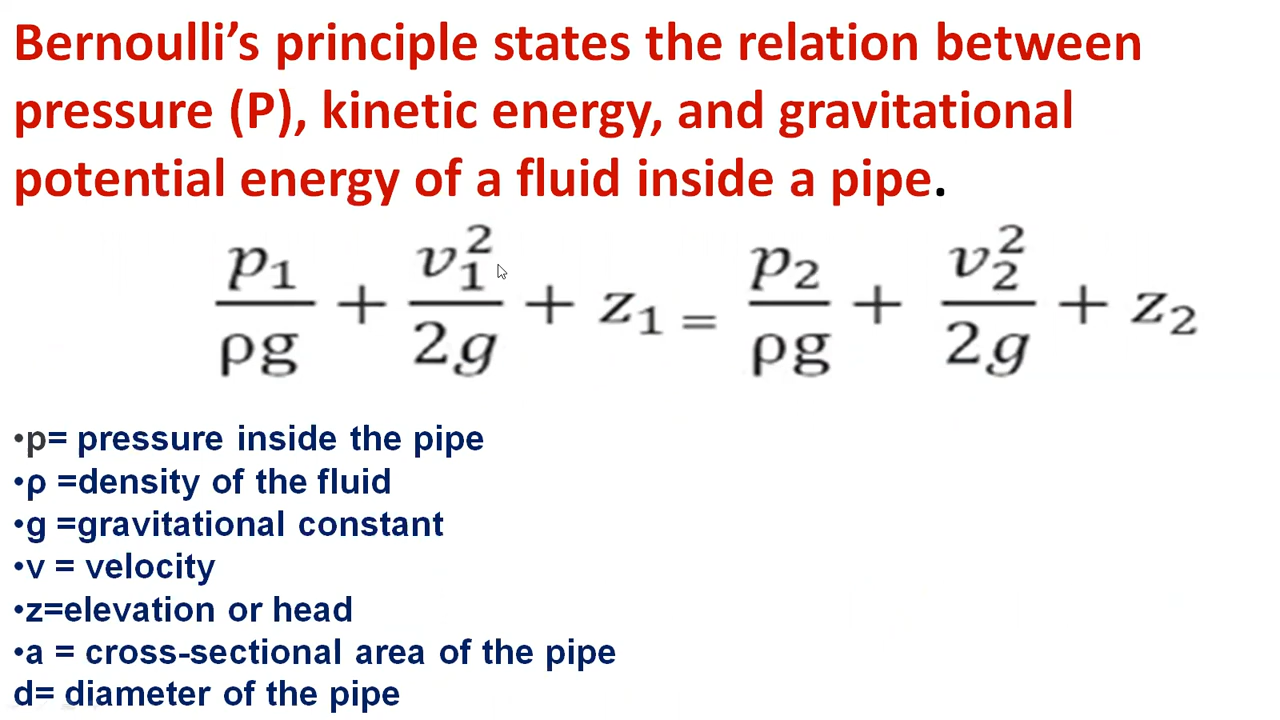 Bernoulli’s principle states the relation between
pressure (P), kinetic energy, and gravitational
potential energy of a fluid inside a pipe.
p₁/ρg + v₁²/2g + z₁ = p₂/ρg + v₂²/2g + z₂
•p= pressure inside the pipe
•ρ =density of the fluid
•g =gravitational constant
•v = velocity
•z=elevation or head
•a = cross-sectional area of the pipe
d= diameter of the pipe